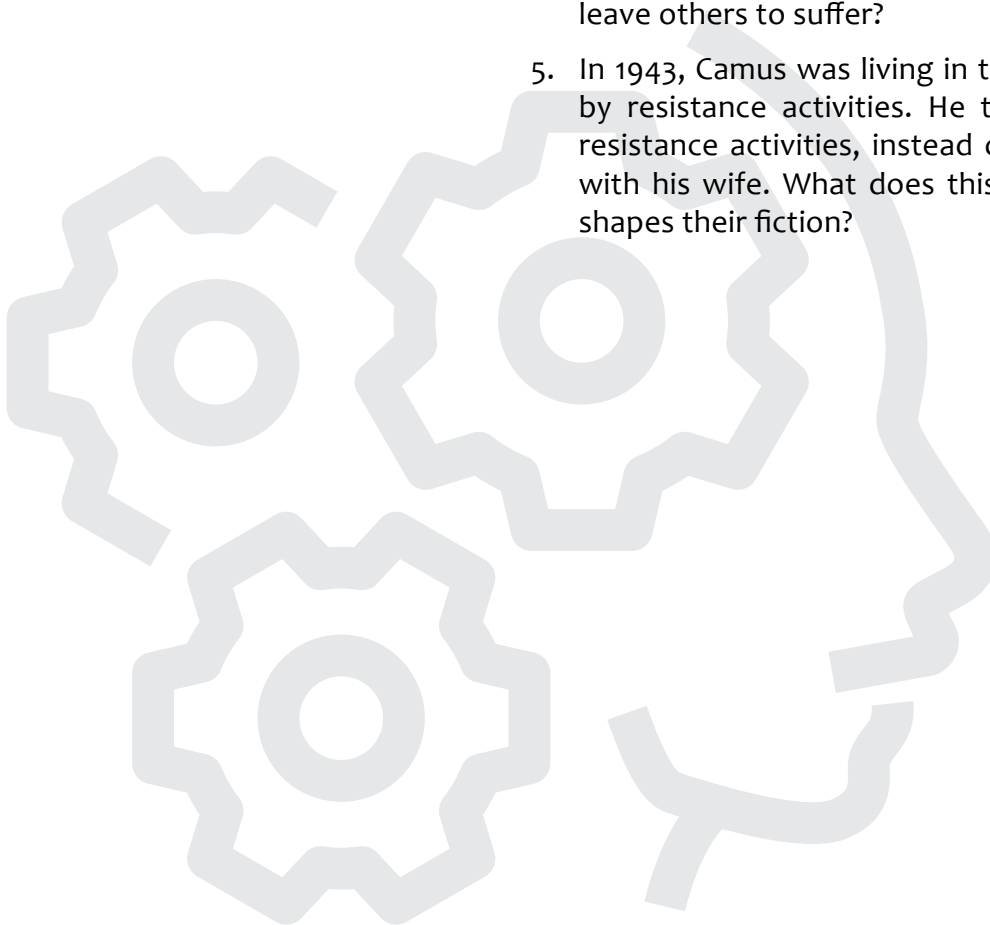 leave others to suffer?
5. In 1943, Camus was living in
by resistance activities. He
resistance activities, instead
with his wife. What does
shapes their fiction?